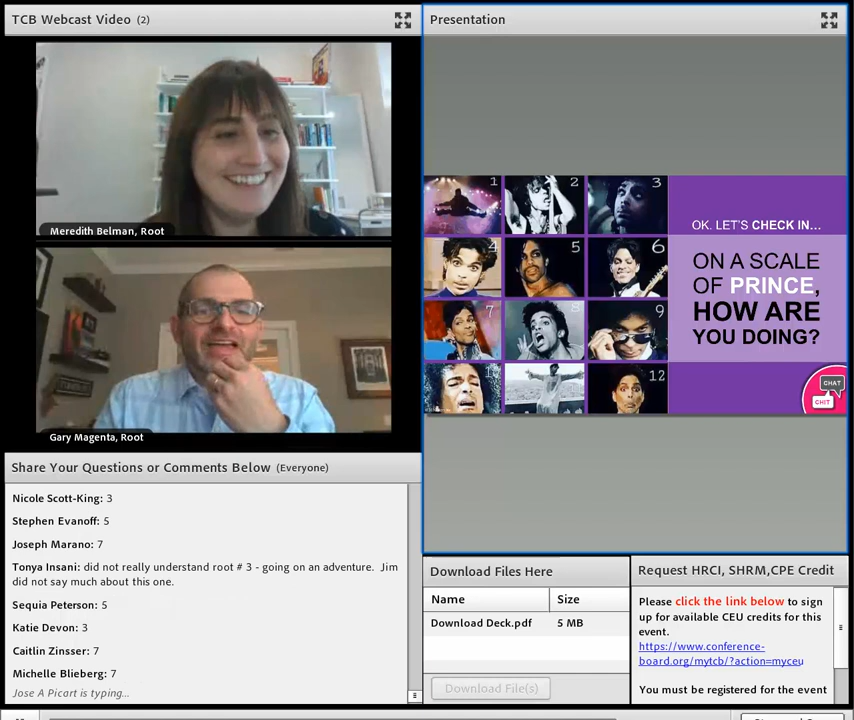 TCB Webcast Video (2)
Meredith Belman, Root
Gary Magenta, Root
Share Your Questions or Comments Below (Everyone)
Nicole Scott-King: 3
Stephen Evanoff: 5
Joseph Marano: 7
Tonya Insani: did not really understand root # 3 - going on an adventure. Jim
did not say much about this one.
Sequia Peterson: 5
Katie Devon: 3
Caitlin Zinsser: 7
Michelle Blieberg: 7
Jose A Picart is typing...
Presentation
1 2 3
4 5 6
7 8 9
12
OK. LET'S CHECK IN...
ON A SCALE
OF PRINCE,
HOW ARE
YOU DOING?
CHAT
CHIT
Download Files Here
Name Size
Download Deck.pdf 5 MB
Download File(s)
Request HRCI, SHRM,CPE Credit
Please click the link below to sign
up for available CEU credits for this
event.
https://www.conference-
board.org/mytcb/?action=myceu
You must be registered for the event